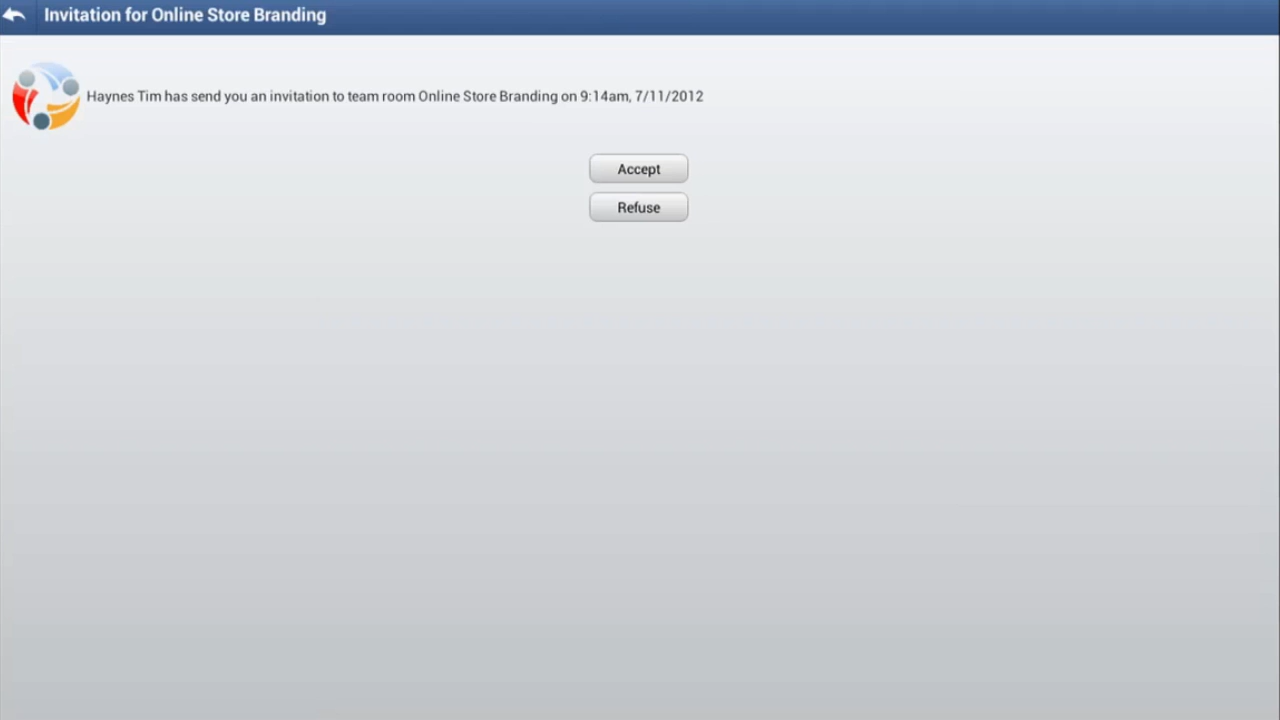 Invitation for Online Store Branding
Haynes Tim has send you an invitation to team room Online Store Branding on 9:14am, 7/11/2012
Accept
Refuse